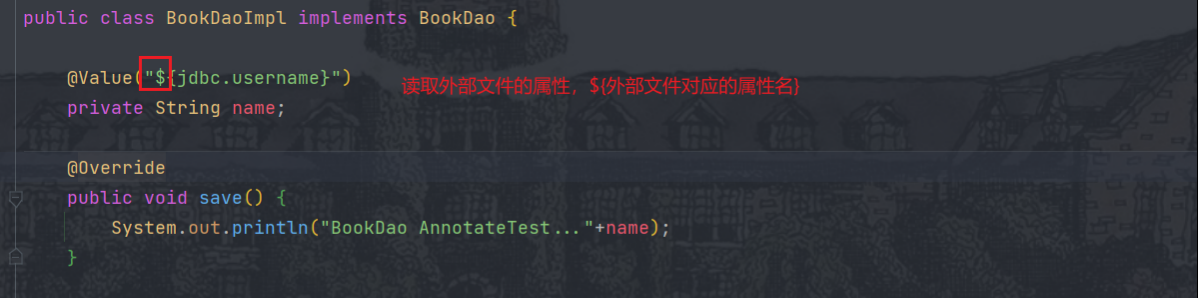 public class BookDaoImpl implements BookDao {
@Value("${jdbc.username}")
读取外部文件的属性，${外部文件对应的属性名}
private String name;
@Override
public void save() {
System.out.println("BookDao AnnotateTest..."+name);
}